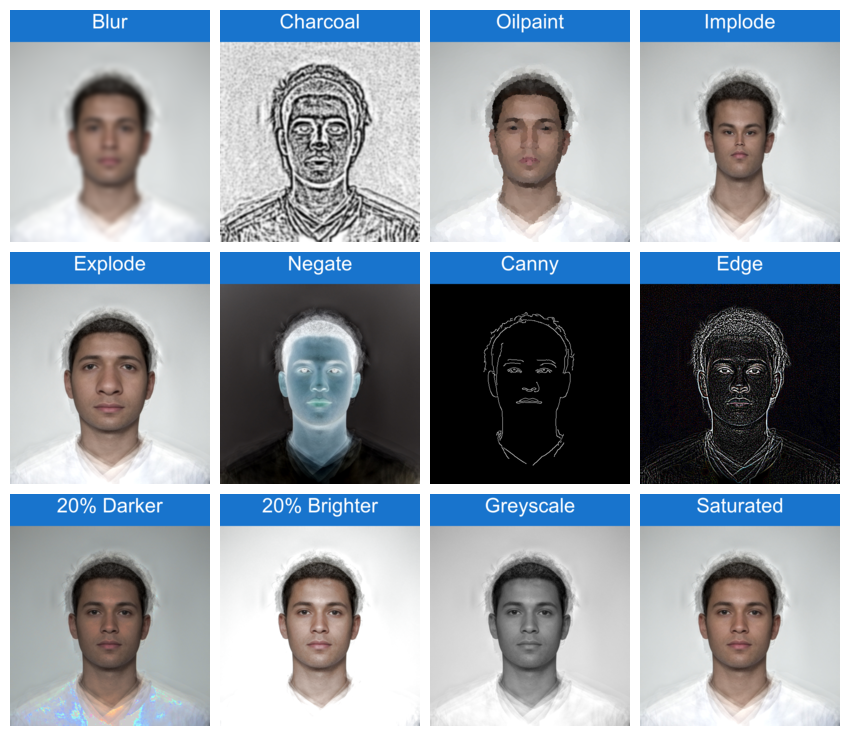 Blur
Charcoal
Oilpaint
Implode
Explode
Negate
Canny
Edge
20% Darker
20% Brighter
Greyscale
Saturated